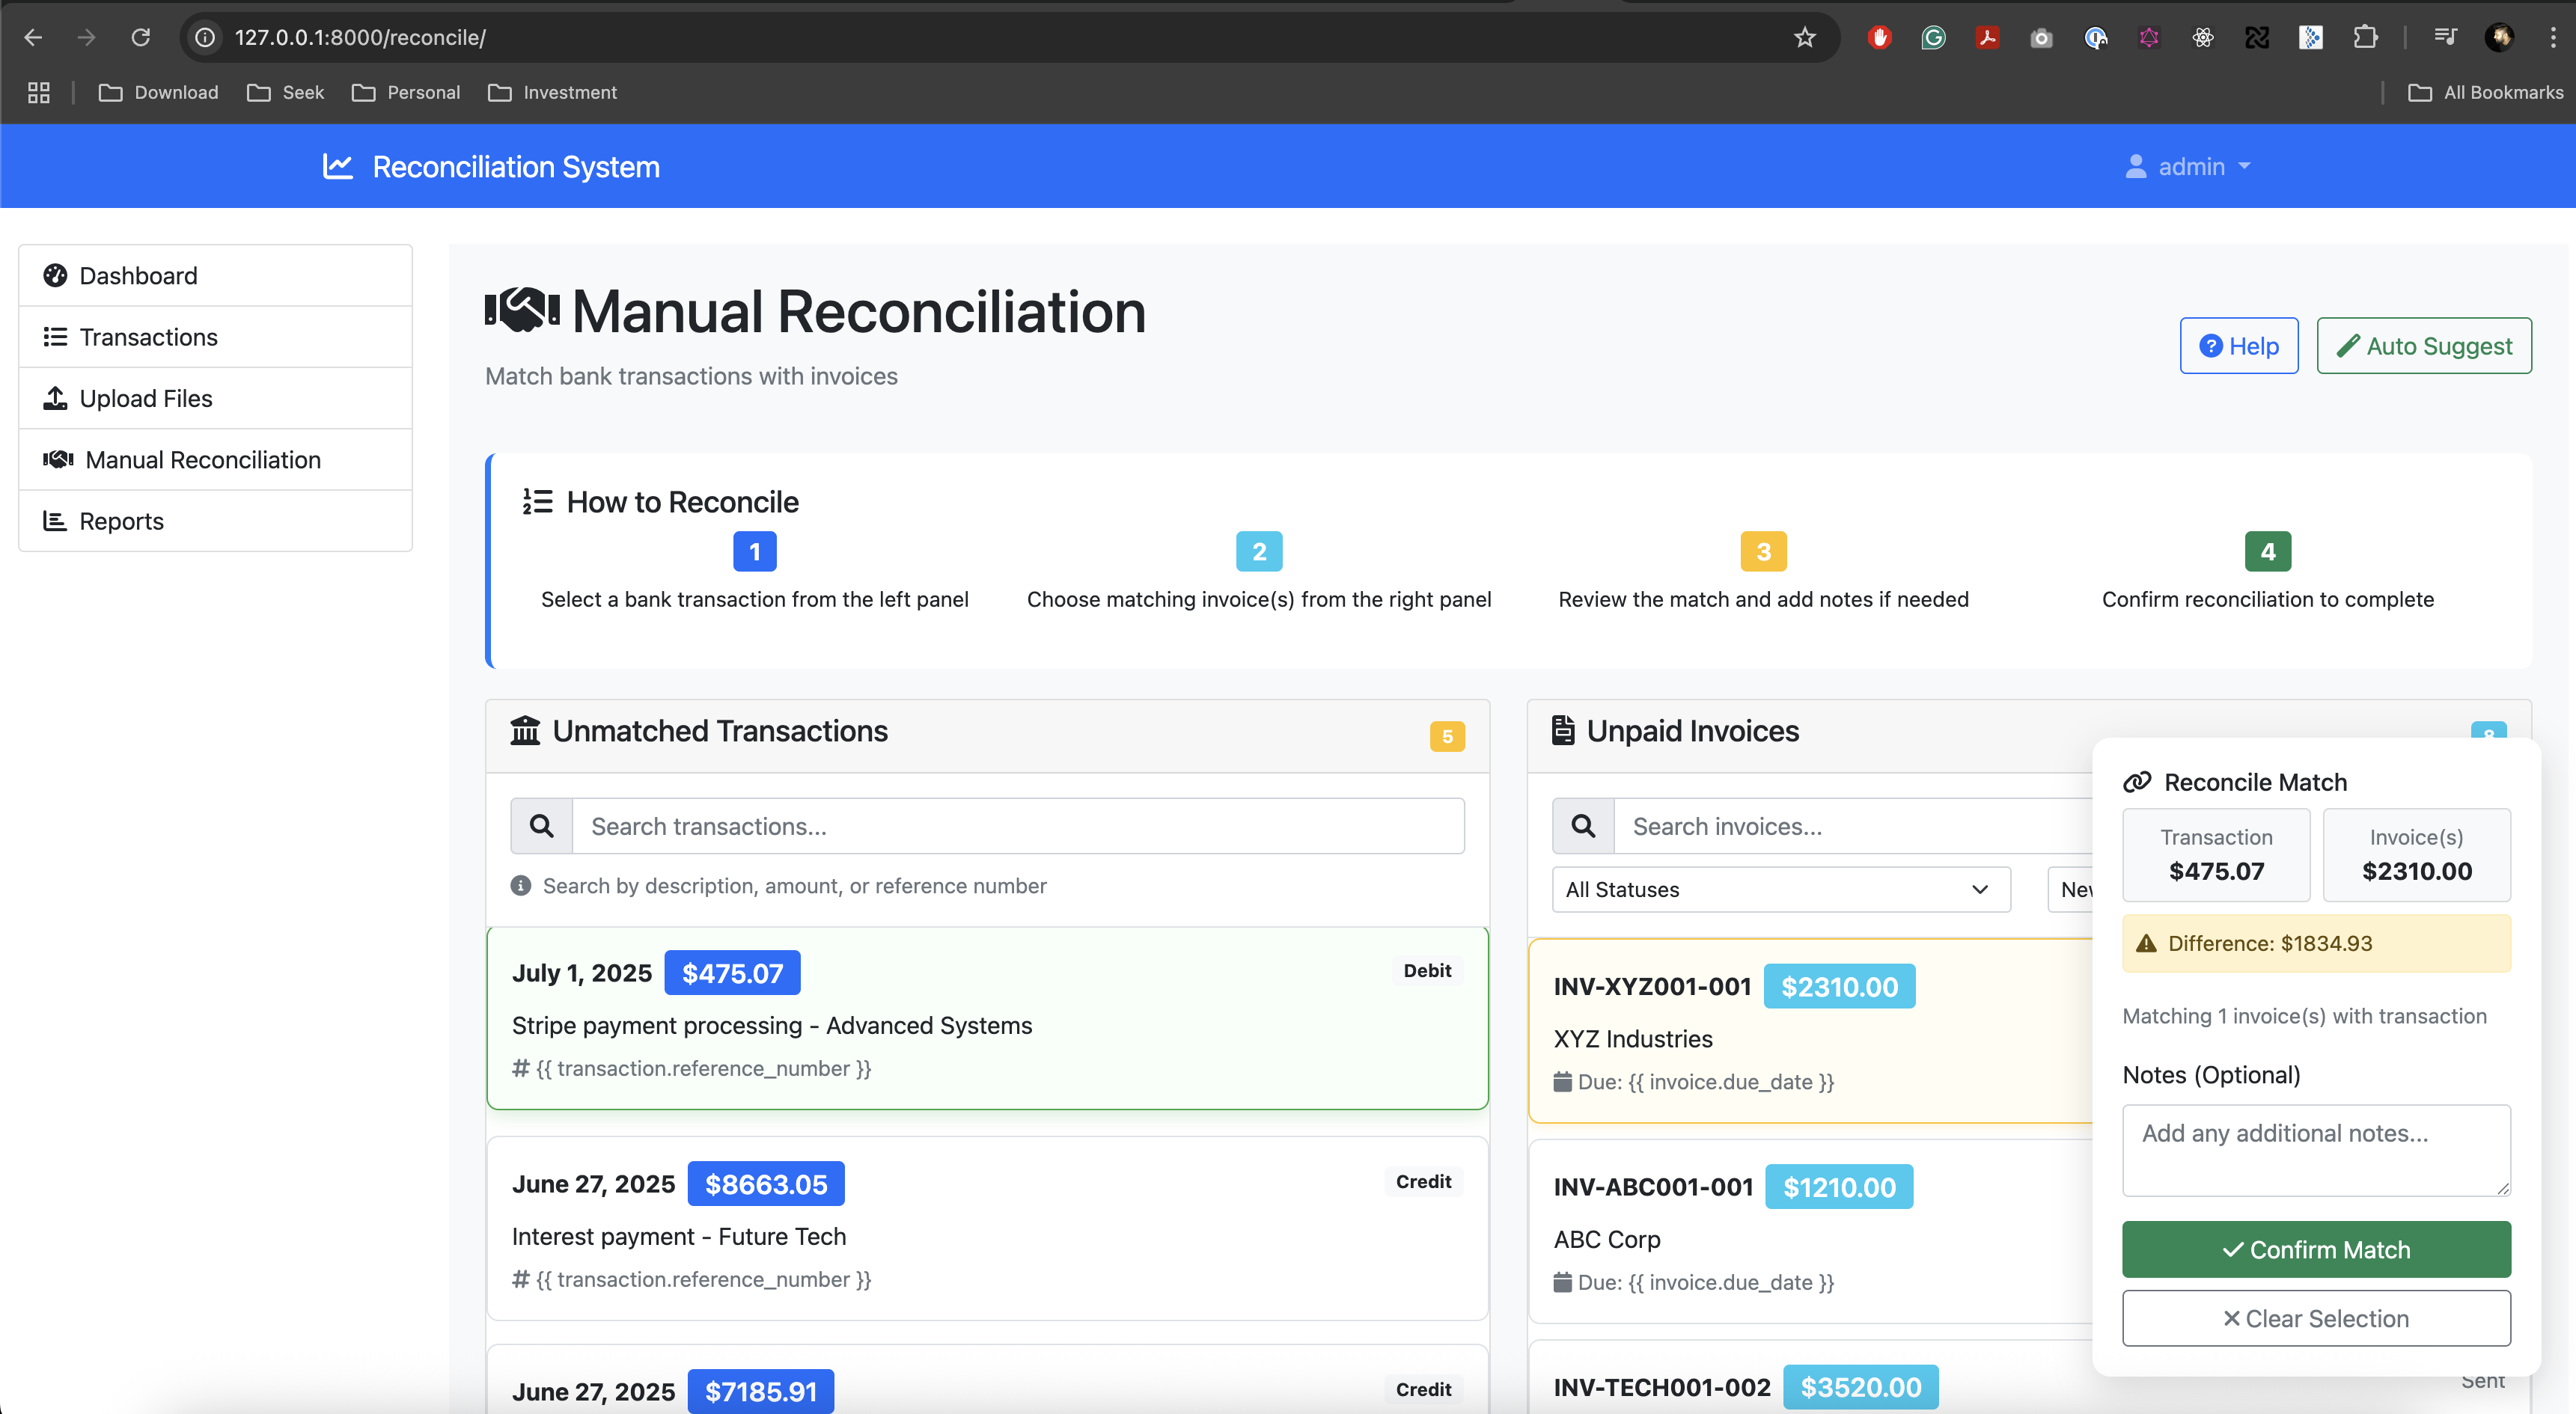 127.0.0.1:8000/reconcile/
Download Seek Personal Investment All Bookmarks
Reconciliation System
admin
Dashboard
Transactions
Upload Files
Manual Reconciliation
Reports
Manual Reconciliation
Match bank transactions with invoices
? Help
Auto Suggest
How to Reconcile
1
Select a bank transaction from the left panel
2
Choose matching invoice(s) from the right panel
3
Review the match and add notes if needed
4
Confirm reconciliation to complete
Unmatched Transactions
5
Search transactions...
Search by description, amount, or reference number
July 1, 2025 $475.07 Debit
Stripe payment processing - Advanced Systems
# {{ transaction.reference_number }}
June 27, 2025 $8663.05 Credit
Interest payment - Future Tech
# {{ transaction.reference_number }}
June 27, 2025 $7185.91 Credit
Unpaid Invoices
Search invoices...
All Statuses
INV-XYZ001-001 $2310.00
XYZ Industries
Due: {{ invoice.due_date }}
INV-ABC001-001 $1210.00
ABC Corp
Due: {{ invoice.due_date }}
INV-TECH001-002 $3520.00
Sent
Reconcile Match
Transaction
$475.07
Invoice(s)
$2310.00
Difference: $1834.93
Matching 1 invoice(s) with transaction
Notes (Optional)
Add any additional notes...
Confirm Match
Clear Selection